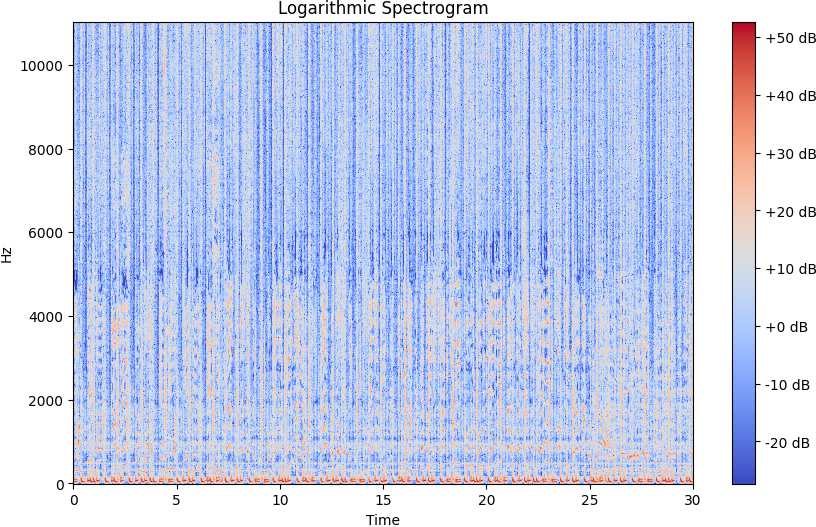 Logarithmic Spectrogram
Hz
10000
8000
6000
4000
2000
0
0 5 10 15 20 25 30
Time
+50 dB
+40 dB
+30 dB
+20 dB
+10 dB
+0 dB
-10 dB
-20 dB